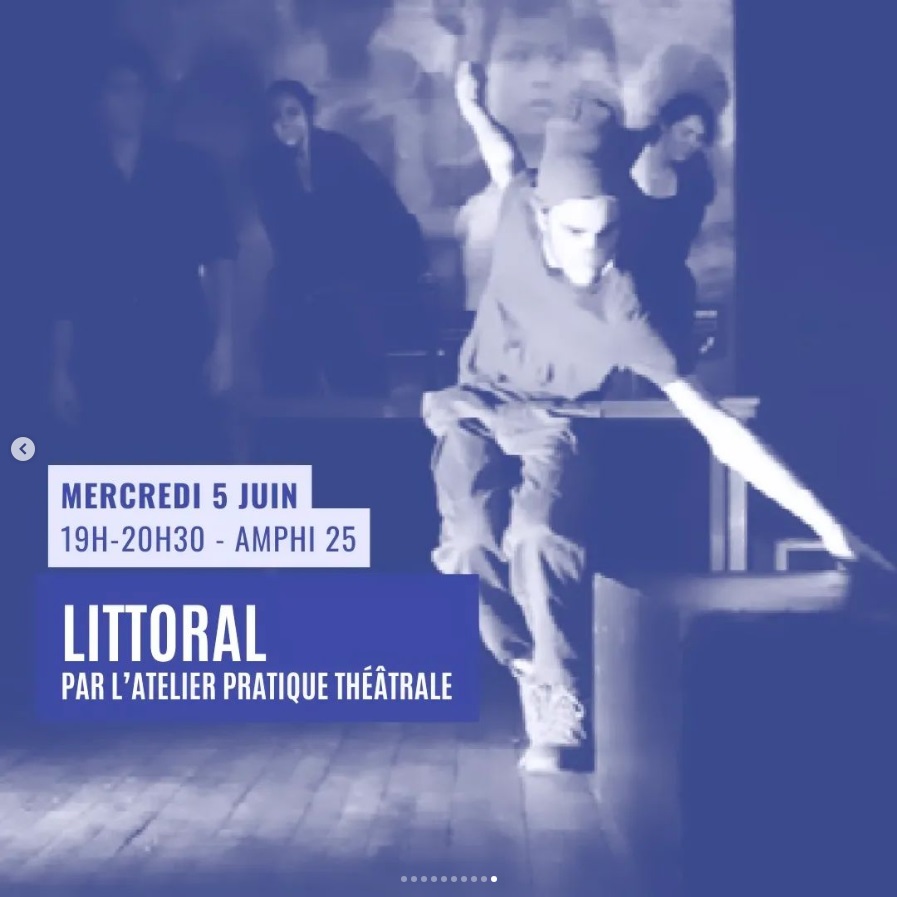 MERCREDI 5 JUIN
19H-20H30 - AMPHI 25
LITTORAL
PAR L'ATELIER PRATIQUE THÉÂTRALE